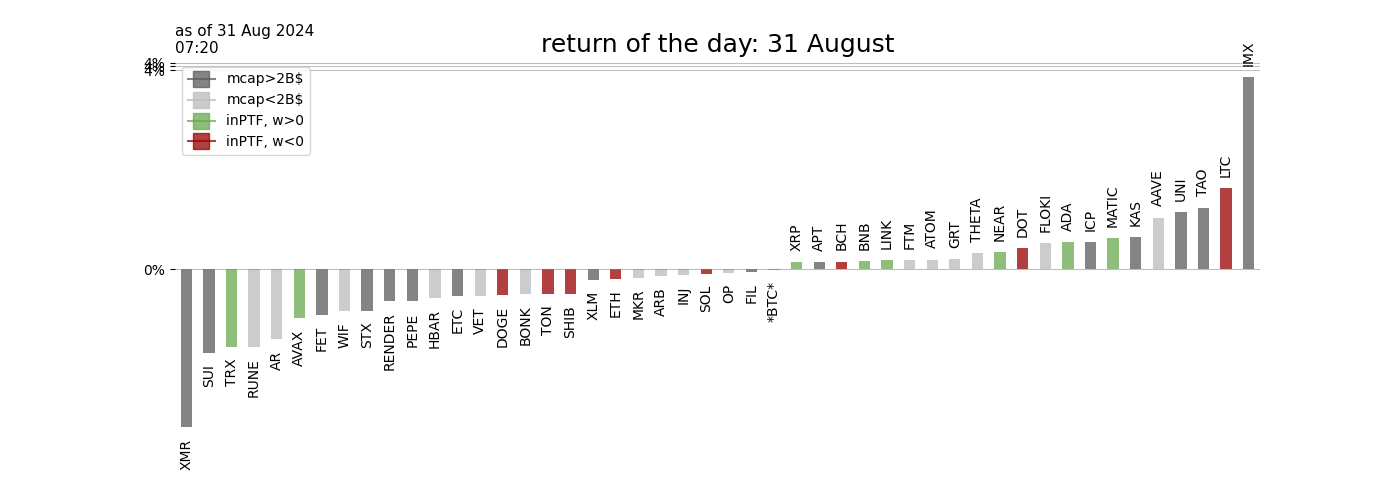 as of 31 Aug 2024
07:20
return of the day: 31 August
4%
4%
4%
0%
mcap>2B$
mcap<2B$
inPTF, w>0
inPTF, w<0
XMR
SUI
TRX
RUNE
AR
AVAX
FET
WIF
STX
RENDER
PEPE
HBAR
ETC
VET
DOGE
BONK
TON
SHIB
XLM
ETH
MKR
ARB
INJ
SOL
OP
FIL
*BTC*
XRP
APT
BCH
BNB
LINK
FTM
ATOM
GRT
THETA
NEAR
DOT
FLOKI
ADA
ICP
MATIC
KAS
AAVE
UNI
TAO
LTC
IMX